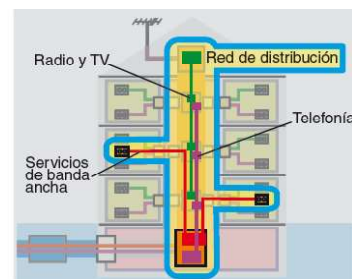 Radio y TV
Red de distribución
Telefonía
Servicios
de banda
ancha